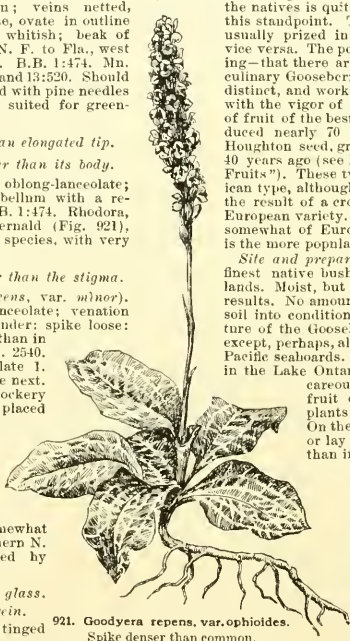 n; veins netted,
e, ovate in outline
whitish; beak of
N. F. to Fla., west
. B.B. 1:474. Mn.
and 13:520. Should
d with pine needles
suited for green-
an elongated tip.
er than its body.
oblong-lanceolate;
bellum with a re-
B. 1:474. Rhodora,
ernald (Fig. 921),
species, with very
r than the stigma.
ens, var. minor).
nceolate; venation
nder: spike loose:
than in
. 2540.
late 1.
e next.
ockery
placed
mewhat
hern N.
ed by
glass.
ein.
tinged
921. Goodyera repens, var. ophioides.
Spike denser than common.
the natives is quit
this standpoint. T
usually prized in
vice versa. The po
ing—that there ar
culinary Gooseber
distinct, and work
with the vigor of
of fruit of the best
duced nearly 70
Houghton seed, gr
40 years ago (see
Fruits"). These t
ican type, although
the result of a cro
European variety.
somewhat of Euro
is the more popula
Site and prepar
finest native bush
lands. Moist, but
results. No amoun
soil into condition
ture of the Goose
except, perhaps, al
Pacific seaboards.
in the Lake Ontar
careou
fruit
plants
On the
or lay
than i